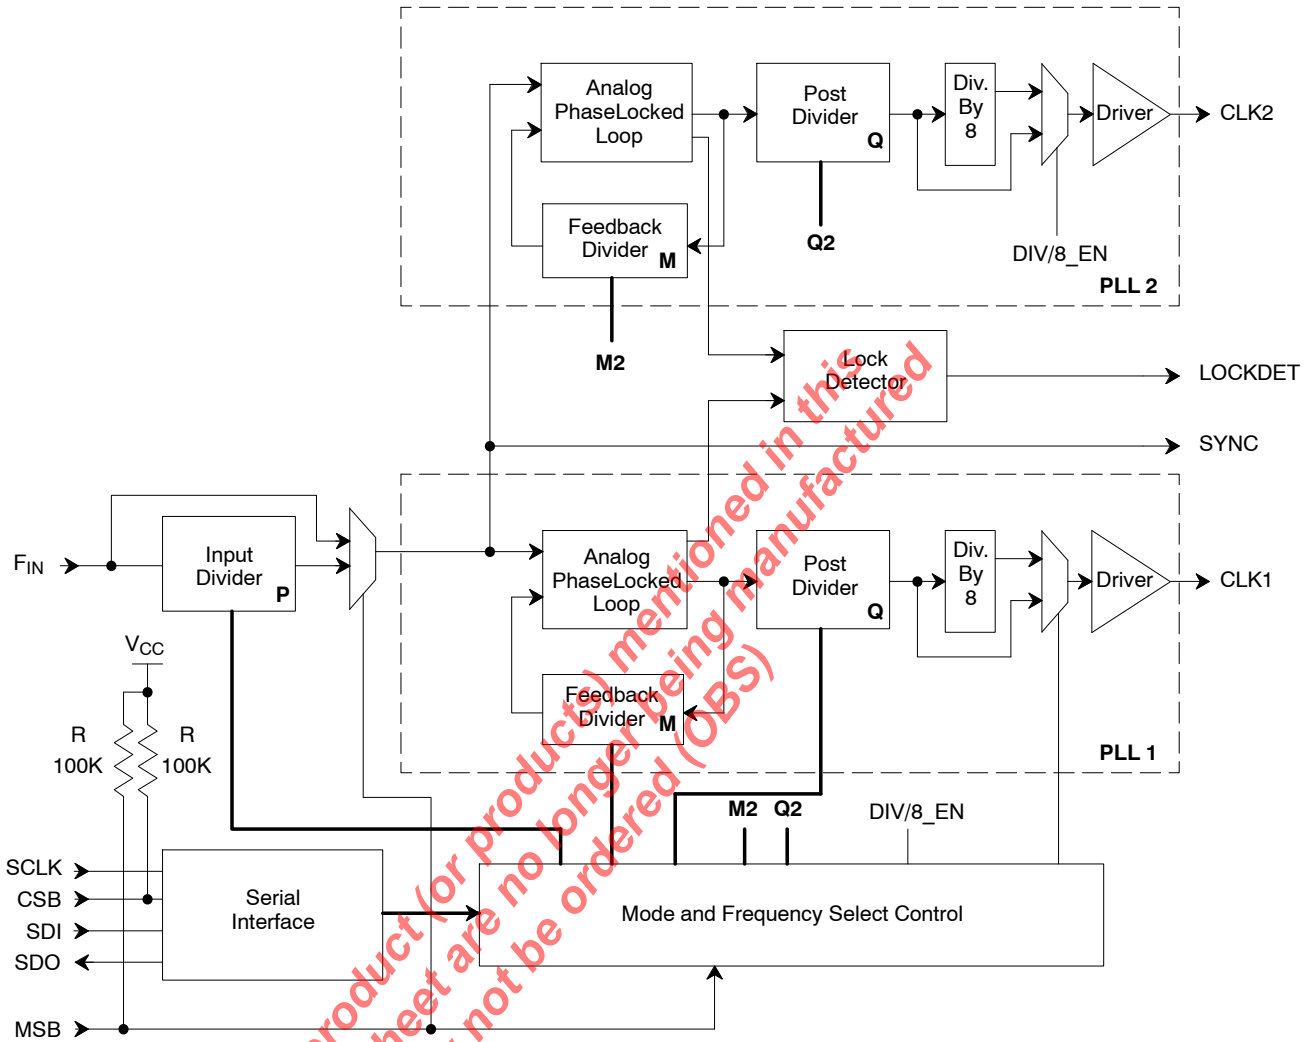 Analog
PhaseLocked
Loop
Post
Divider
Q
Div.
By
8
Driver
CLK2
Feedback
Divider
M
Q2
DIV/8_EN
PLL 2
M2
Lock
Detector
LOCKDET
SYNC
FIN
Input
Divider
P
Analog
PhaseLocked
Loop
Post
Divider
Q
Div.
By
8
Driver
CLK1
VCC
R
100K
R
100K
Feedback
Divider
M
PLL 1
M2
Q2
DIV/8_EN
SCLK
CSB
SDI
SDO
MSB
Serial
Interface
Mode and Frequency Select Control
product (or products) mentioned in this
heet are no longer being manufactured
not be ordered (OBS)